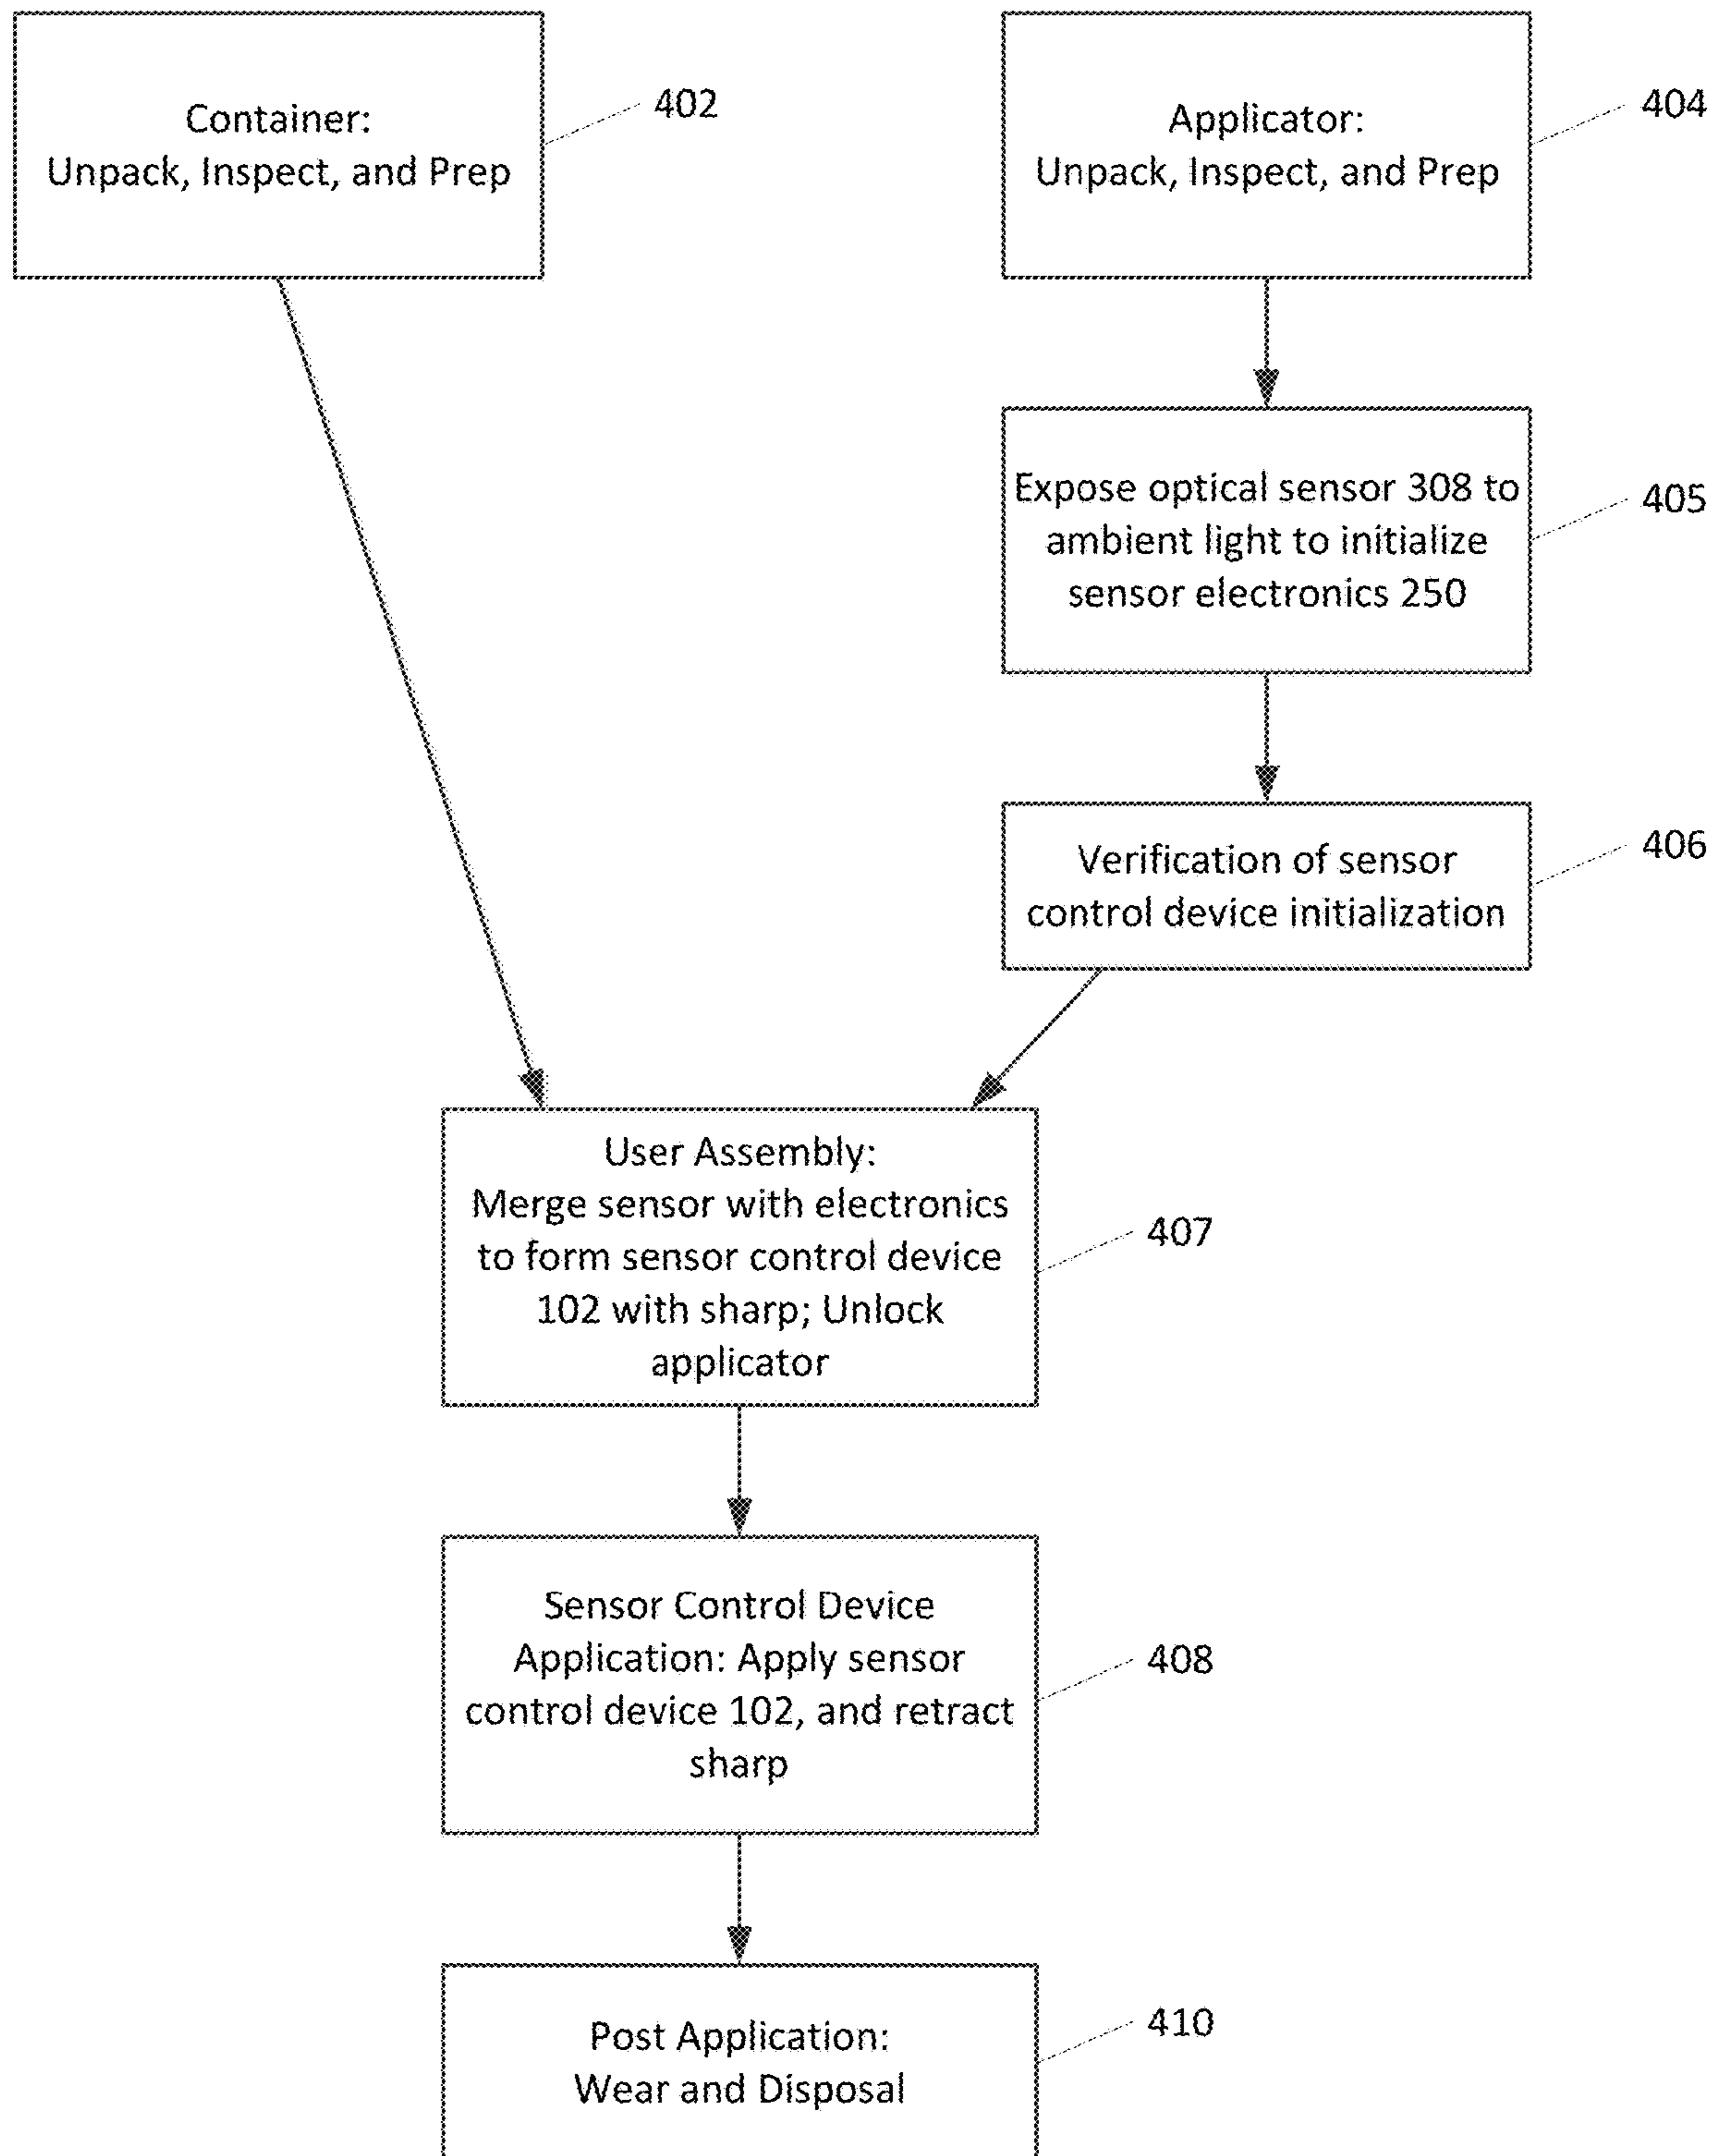 Container:
Unpack, Inspect, and Prep
402
Applicator:
Unpack, Inspect, and Prep
404
Expose optical sensor 308 to
ambient light to initialize
sensor electronics 250
405
Verification of sensor
control device initialization
406
User Assembly:
Merge sensor with electronics
to form sensor control device
102 with sharp; Unlock
applicator
407
Sensor Control Device
Application: Apply sensor
control device 102, and retract
sharp
408
Post Application:
Wear and Disposal
410